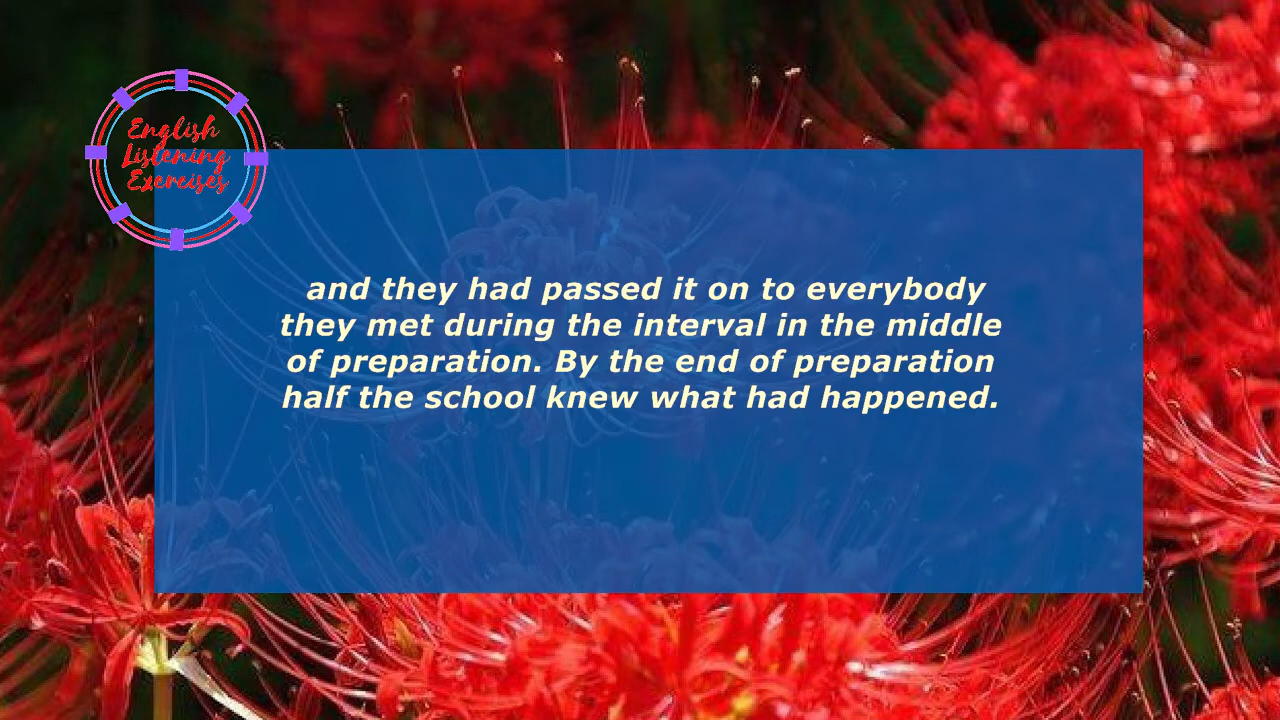 English
Listening
Exercises
and they had passed it on to everybody
they met during the interval in the middle
of preparation. By the end of preparation
half the school knew what had happened.